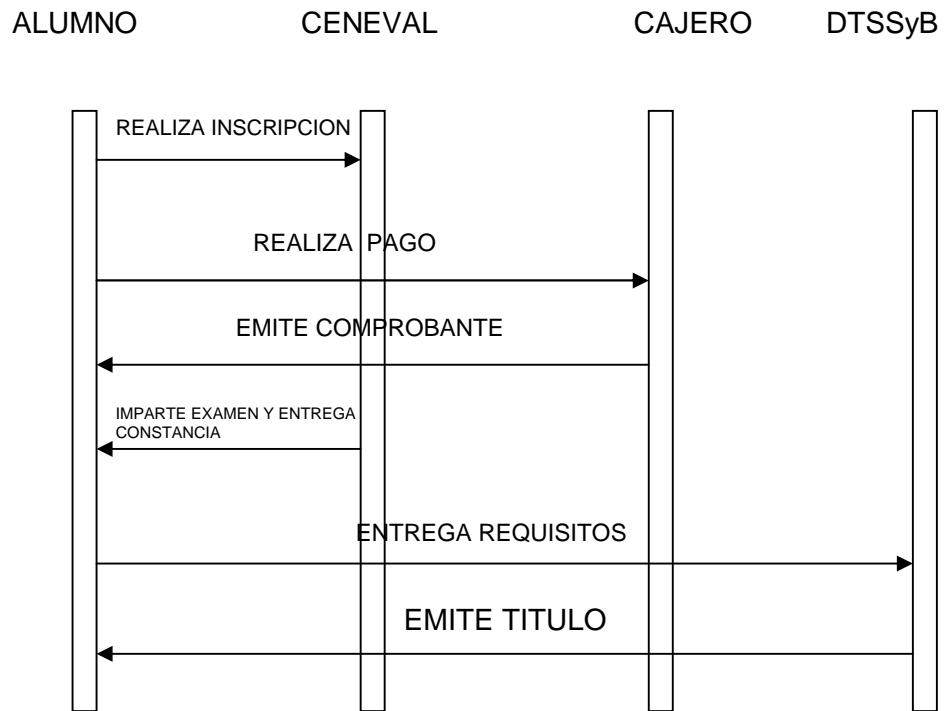 ALUMNO CENEVAL CAJERO DTSSyB
REALIZA INSCRIPCION
REALIZA PAGO
EMITE COMPROBANTE
IMPARTE EXAMEN Y ENTREGA
CONSTANCIA
ENTREGA REQUISITOS
EMITE TITULO